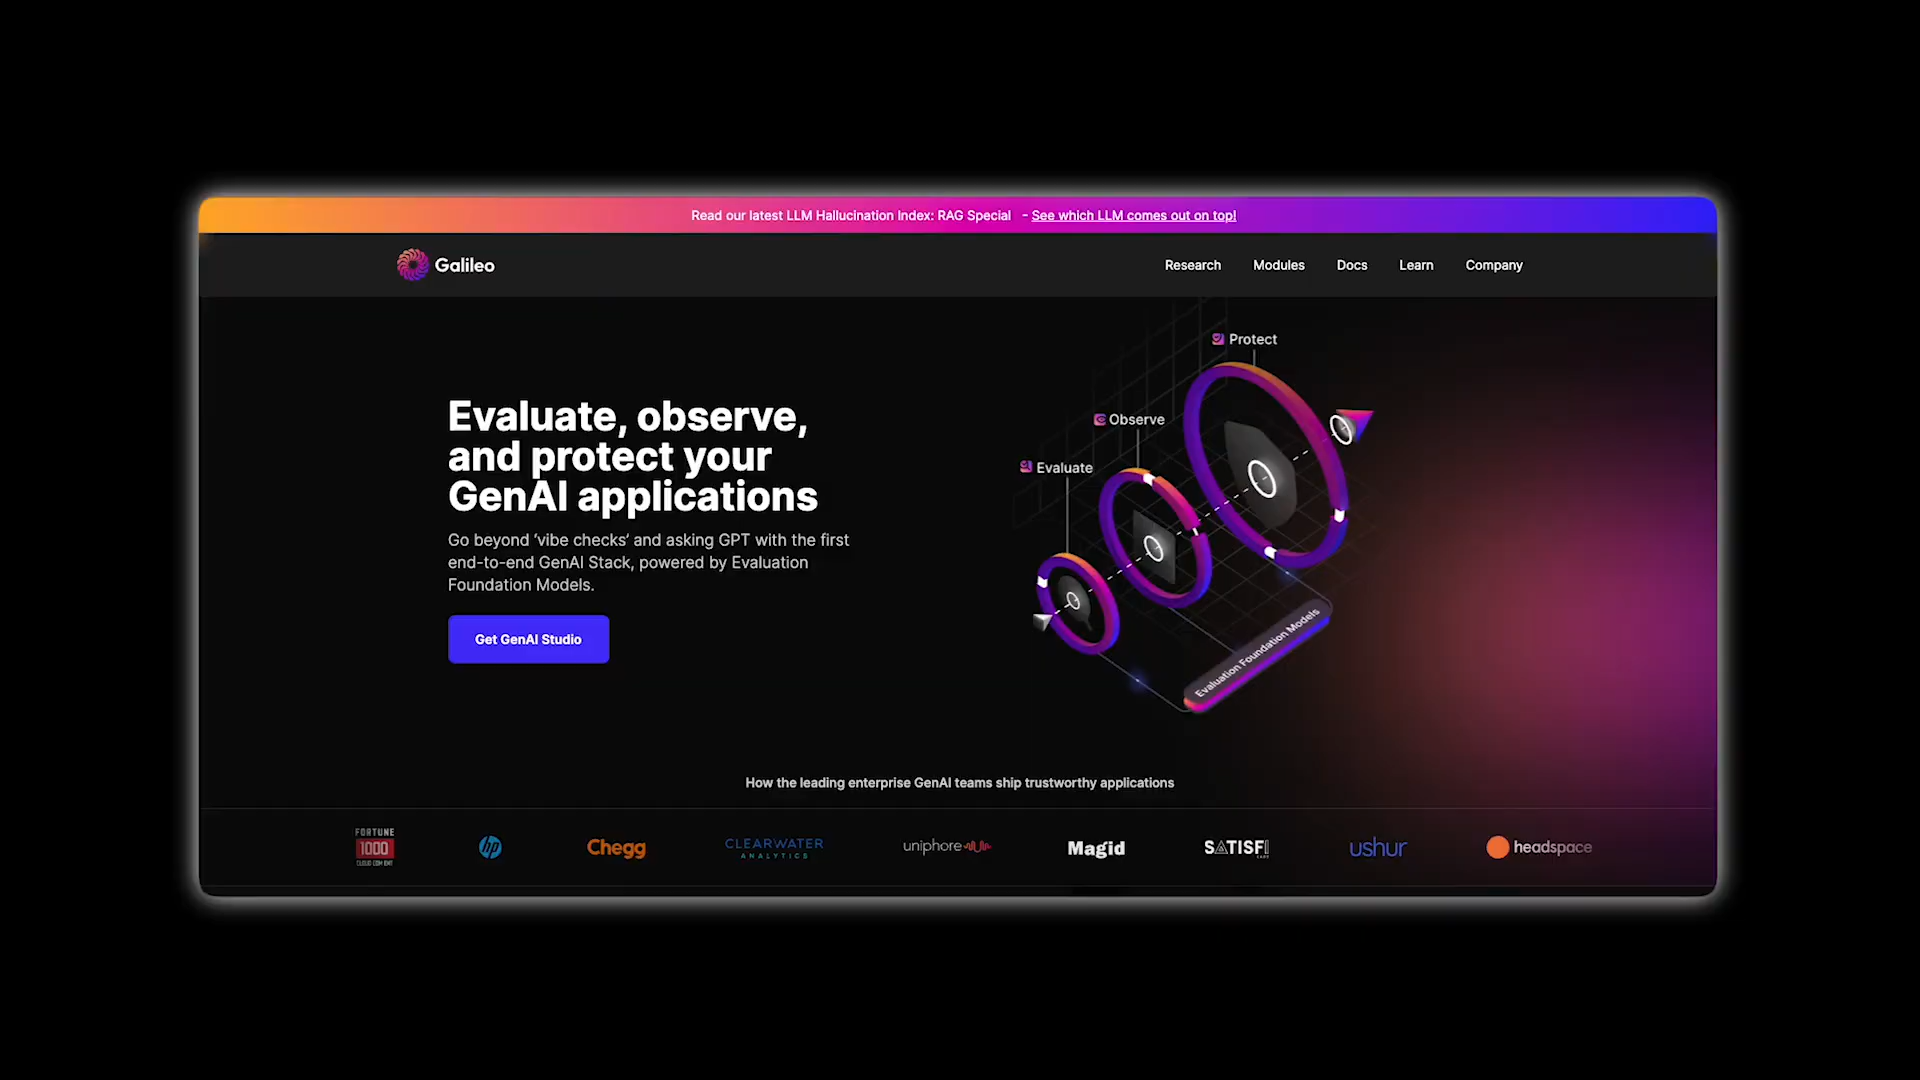 Read our latest LLM Hallucination Index: RAG Special - See which LLM comes out on top!
Galileo
Research
Modules
Docs
Learn
Company
Evaluate, observe,
and protect your
GenAI applications
Go beyond ‘vibe checks’ and asking GPT with the first
end-to-end GenAI Stack, powered by Evaluation
Foundation Models.
Get GenAI Studio
Protect
Observe
Evaluate
Evaluation Foundation Models
How the leading enterprise GenAI teams ship trustworthy applications
FORTUNE
1000
hp
Chegg
CLEARWATER
ANALYTICS
uniphore
Magid
SATISFI
ushur
headspace